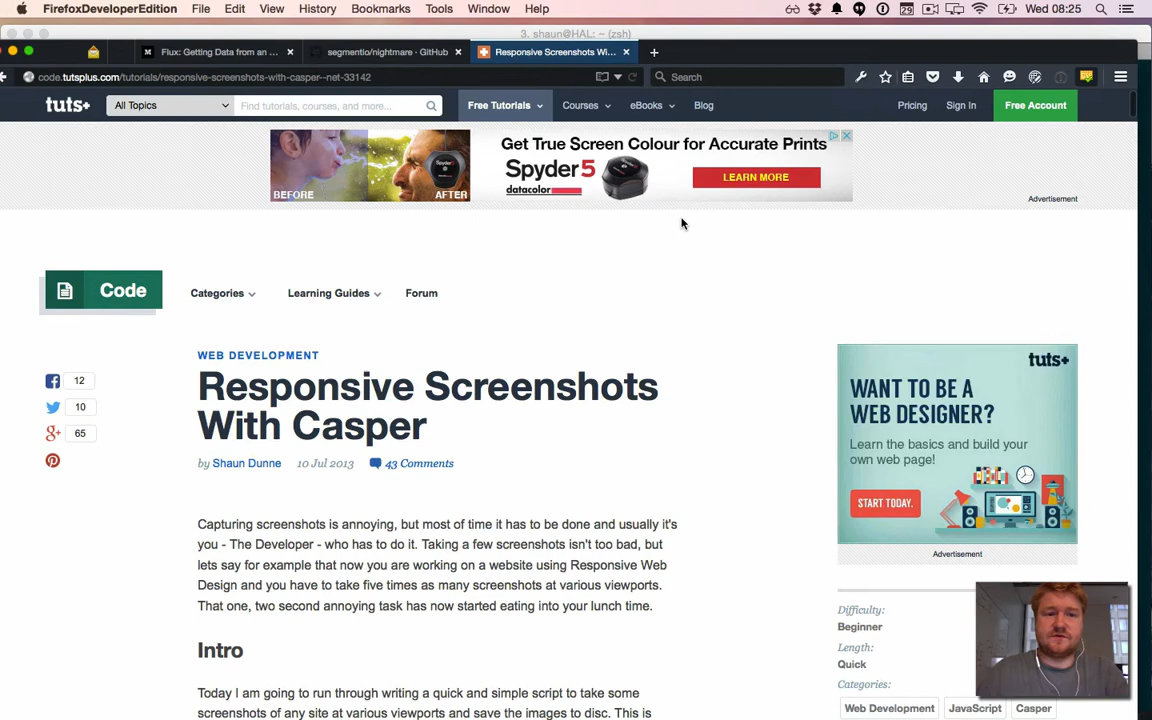 FirefoxDeveloperEdition File Edit View History Bookmarks Tools Window Help Wed 08:25
3. shaun@HAL: ~ (zsh)
Flux: Getting Data from an ... segmentio/nightmare · GitHub Responsive Screenshots Wi...
code.tutsplus.com/tutorials/responsive-screenshots-with-casper--net-33142 Search
tuts+ All Topics Find tutorials, courses, and more... Free Tutorials Courses eBooks Blog Pricing Sign In Free Account
Get True Screen Colour for Accurate Prints
Spyder5
datacolor
LEARN MORE
BEFORE AFTER
Advertisement
Code Categories Learning Guides Forum
WEB DEVELOPMENT
Responsive Screenshots
With Casper
by Shaun Dunne 10 Jul 2013 43 Comments
12
10
65
Capturing screenshots is annoying, but most of time it has to be done and usually it's
you - The Developer - who has to do it. Taking a few screenshots isn't too bad, but
lets say for example that now you are working on a website using Responsive Web
Design and you have to take five times as many screenshots at various viewports.
That one, two second annoying task has now started eating into your lunch time.
Intro
Today I am going to run through writing a quick and simple script to take some
screenshots of any site at various viewports and save the images to disc. This is
tuts+
WANT TO BE A
WEB DESIGNER?
Learn the basics and build your
own web page!
START TODAY.
Advertisement
Difficulty:
Beginner
Length:
Quick
Categories:
Web Development JavaScript Casper